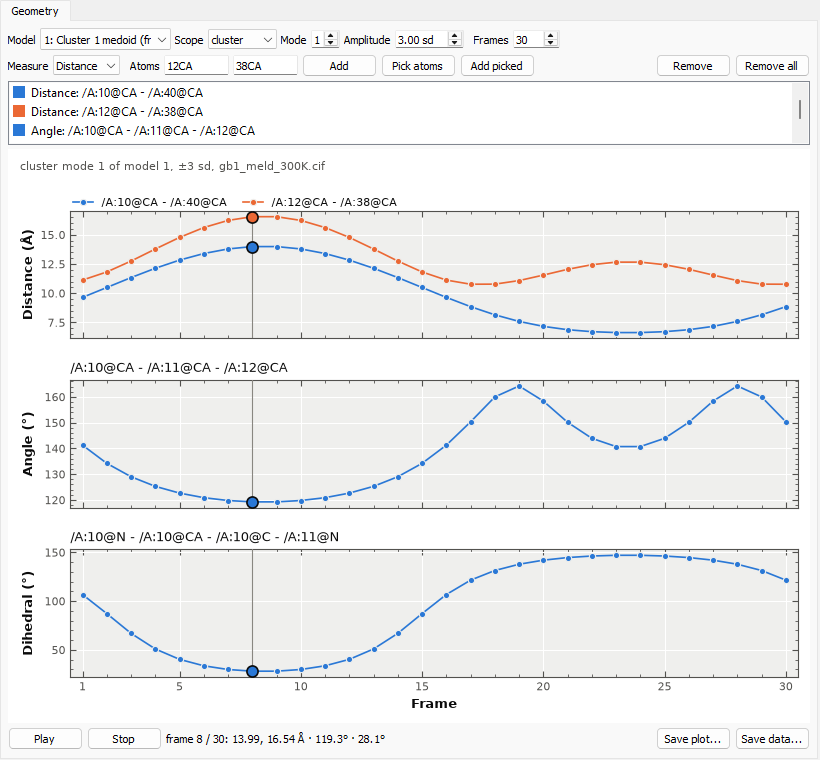 Geometry
Model 1: Cluster 1 medoid (fr Scope cluster Mode 1 Amplitude 3.00 sd Frames 30
Measure Distance Atoms 12CA 38CA Add Pick atoms Add picked Remove Remove all
Distance: /A:10@CA - /A:40@CA
Distance: /A:12@CA - /A:38@CA
Angle: /A:10@CA - /A:11@CA - /A:12@CA
cluster mode 1 of model 1, ±3 sd, gb1_meld_300K.cif
/A:10@CA - /A:40@CA /A:12@CA - /A:38@CA
Distance (Å)
15.0
12.5
10.0
7.5
/A:10@CA - /A:11@CA - /A:12@CA
Angle (°)
160
150
140
130
120
/A:10@N - /A:10@CA - /A:10@C - /A:11@N
Dihedral (°)
150
100
50
1 5 10 15 20 25 30
Frame
Play Stop frame 8 / 30: 13.99, 16.54 Å · 119.3° · 28.1° Save plot... Save data...